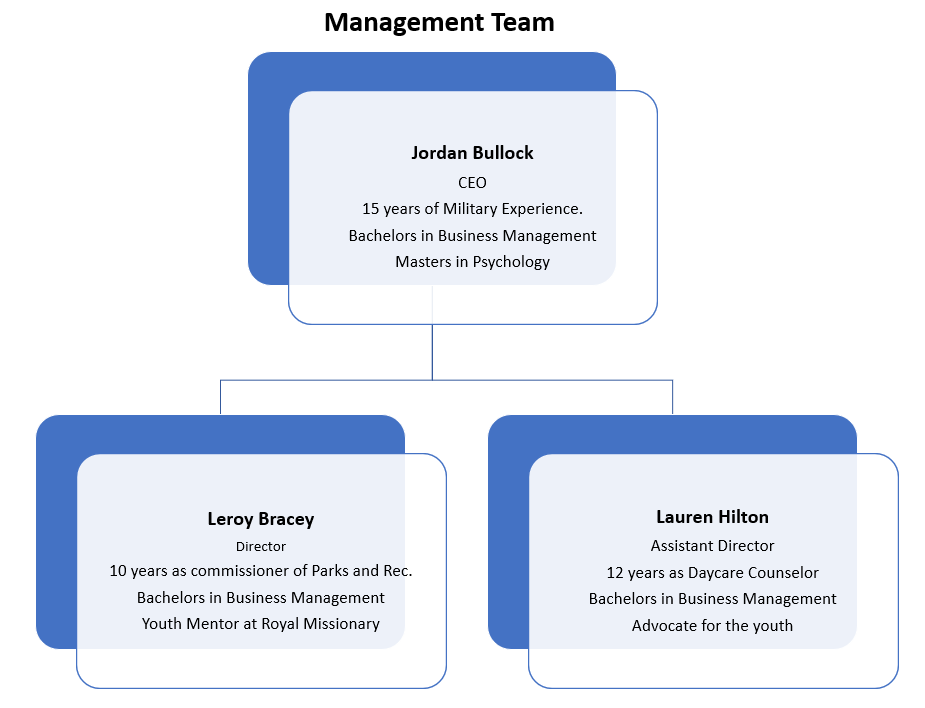 Management Team
Jordan Bullock
CEO
15 years of Military Experience.
Bachelors in Business Management
Masters in Psychology
Leroy Bracey
Director
10 years as commissioner of Parks and Rec.
Bachelors in Business Management
Youth Mentor at Royal Missionary
Lauren Hilton
Assistant Director
12 years as Daycare Counselor
Bachelors in Business Management
Advocate for the youth